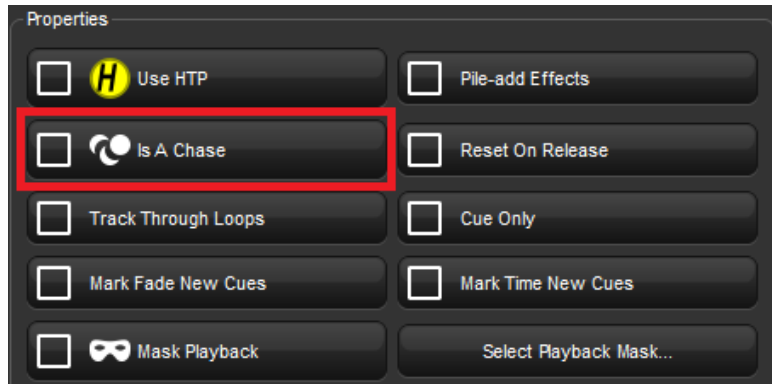 Properties
H Use HTP
Pile-add Effects
Is A Chase
Reset On Release
Track Through Loops
Cue Only
Mark Fade New Cues
Mark Time New Cues
Mask Playback
Select Playback Mask...